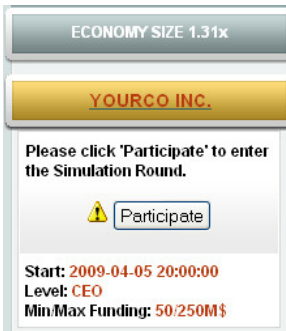 ECONOMY SIZE 1.31x
YOURCO INC.
Please click 'Participate' to enter
the Simulation Round.
Participate
Start: 2009-04-05 20:00:00
Level: CEO
Min/Max Funding: 50/250M$